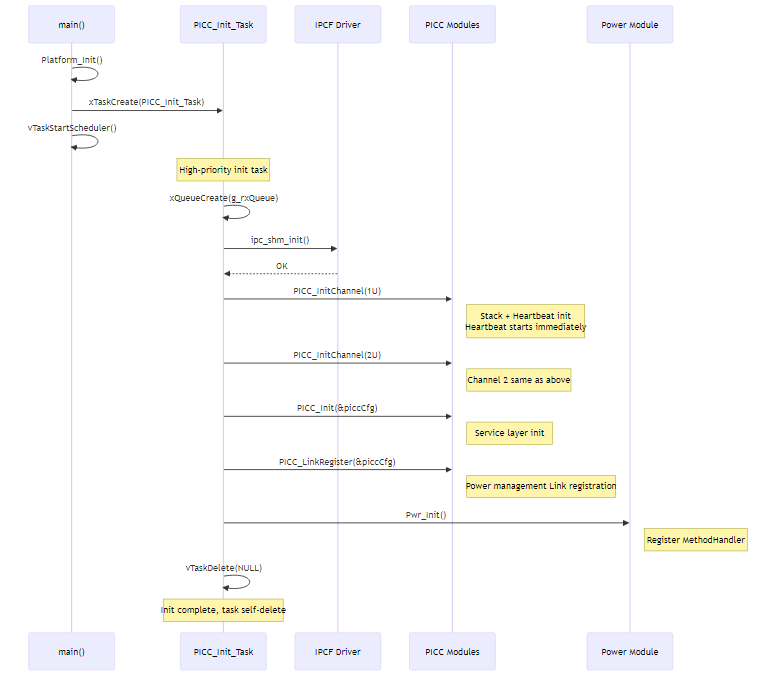 main()
PICC_Init_Task
IPCF Driver
PICC Modules
Power Module
Platform_Init()
xTaskCreate(PICC_Init_Task)
vTaskStartScheduler()
High-priority init task
xQueueCreate(g_rxQueue)
ipc_shm_init()
OK
PICC_InitChannel(1U)
Stack + Heartbeat init
Heartbeat starts immediately
PICC_InitChannel(2U)
Channel 2 same as above
PICC_Init(&piccCfg)
Service layer init
PICC_LinkRegister(&piccCfg)
Power management Link registration
Pwr_Init()
Register MethodHandler
vTaskDelete(NULL)
Init complete, task self-delete
main()
PICC_Init_Task
IPCF Driver
PICC Modules
Power Module